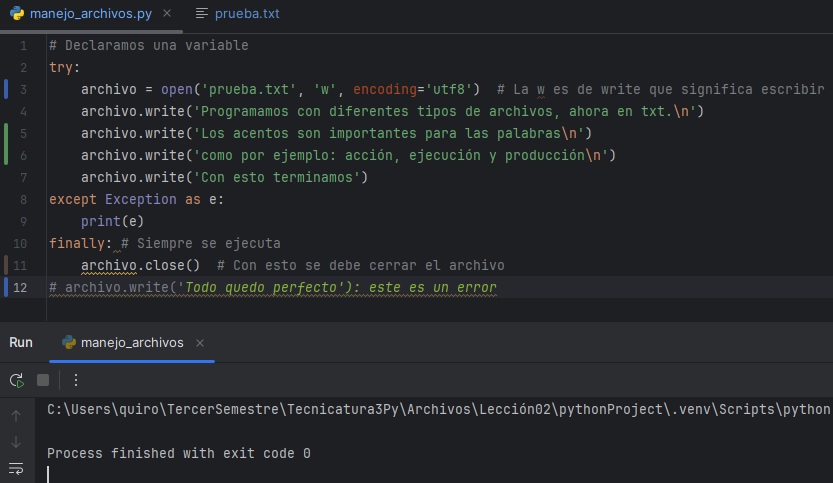 manejo_archivos.py
prueba.txt
1 # Declaramos una variable
2 try:
3     archivo = open('prueba.txt', 'w', encoding='utf8')  # La w es de write que significa escribir
4     archivo.write('Programamos con diferentes tipos de archivos, ahora en txt.\n')
5     archivo.write('Los acentos son importantes para las palabras\n')
6     archivo.write('como por ejemplo: acción, ejecución y producción\n')
7     archivo.write('Con esto terminamos')
8 except Exception as e:
9     print(e)
10 finally: # Siempre se ejecuta
11     archivo.close()  # Con esto se debe cerrar el archivo
12 # archivo.write('Todo quedo perfecto'): este es un error
Run
manejo_archivos
C:\Users\quiro\TercerSemestre\Tecnicatura3Py\Archivos\Lección02\pythonProject\.venv\Scripts\python
Process finished with exit code 0